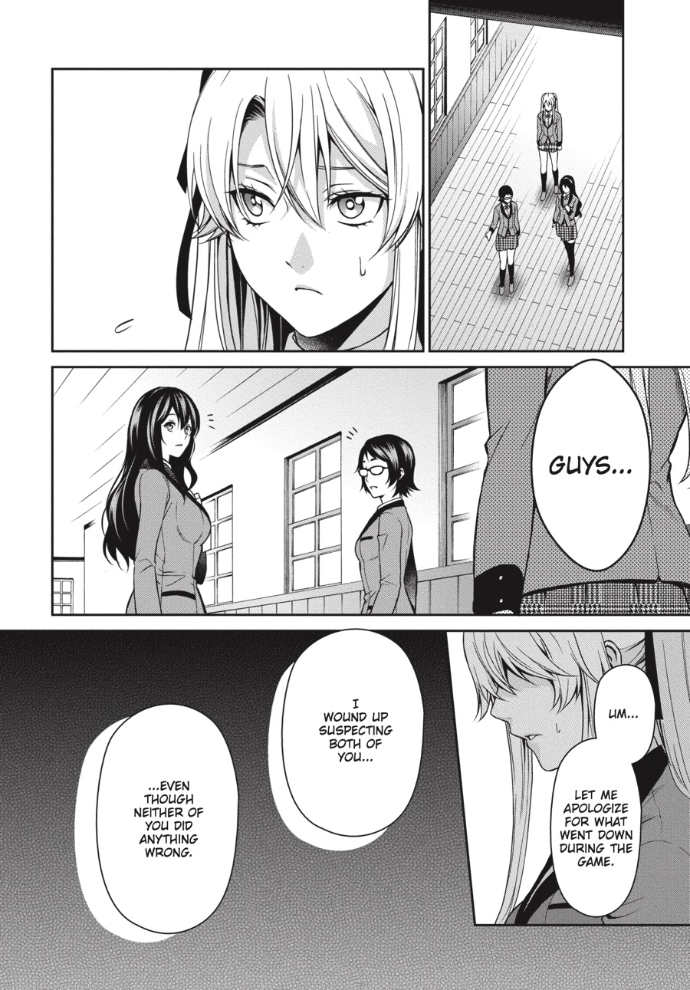 GUYS...
UM...
LET ME
APOLOGIZE
FOR WHAT
WENT DOWN
DURING THE
GAME.
I
WOUND UP
SUSPECTING
BOTH OF
YOU...
...EVEN
THOUGH
NEITHER OF
YOU DID
ANYTHING
WRONG.